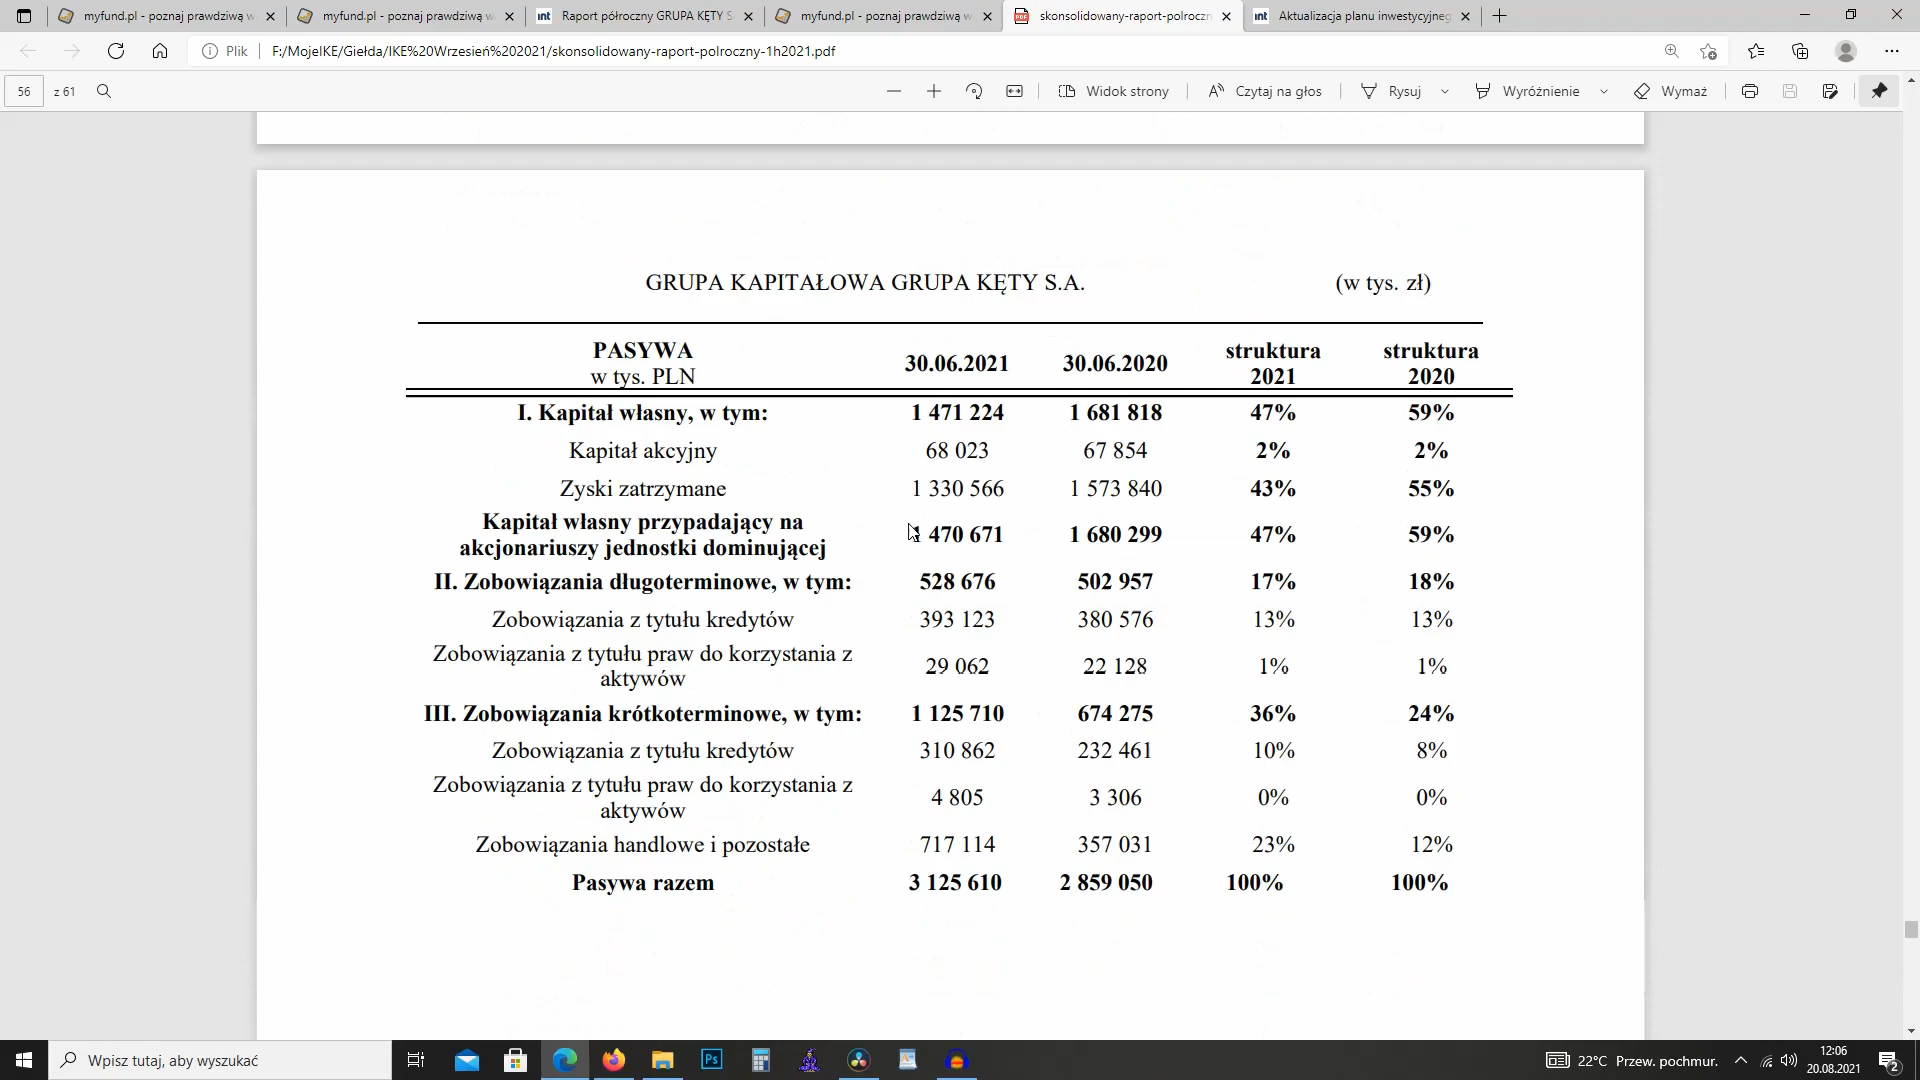 myfund.pl - poznaj prawdziwą w
myfund.pl - poznaj prawdziwą w
int Raport półroczny GRUPA KĘTY S
myfund.pl - poznaj prawdziwą w
skonsolidowany-raport-polroczn
int Aktualizacja planu inwestycyjneg
Plik F:/MojeIKE/Giełda/IKE%20Wrzesień%202021/skonsolidowany-raport-polroczny-1h2021.pdf
56 z 61 Widok strony Czytaj na głos Rysuj Wyróżnienie Wymaż
GRUPA KAPITAŁOWA GRUPA KĘTY S.A. (w tys. zł)
PASYWA
w tys. PLN 30.06.2021 30.06.2020 struktura 2021 struktura 2020
I. Kapitał własny, w tym: 1 471 224 1 681 818 47% 59%
Kapitał akcyjny 68 023 67 854 2% 2%
Zyski zatrzymane 1 330 566 1 573 840 43% 55%
Kapitał własny przypadający na
akcjonariuszy jednostki dominującej 1 470 671 1 680 299 47% 59%
II. Zobowiązania długoterminowe, w tym: 528 676 502 957 17% 18%
Zobowiązania z tytułu kredytów 393 123 380 576 13% 13%
Zobowiązania z tytułu praw do korzystania z
aktywów 29 062 22 128 1% 1%
III. Zobowiązania krótkoterminowe, w tym: 1 125 710 674 275 36% 24%
Zobowiązania z tytułu kredytów 310 862 232 461 10% 8%
Zobowiązania z tytułu praw do korzystania z
aktywów 4 805 3 306 0% 0%
Zobowiązania handlowe i pozostałe 717 114 357 031 23% 12%
Pasywa razem 3 125 610 2 859 050 100% 100%
Wpisz tutaj, aby wyszukać
Ps
22°C Przew. pochmur.
12:06
20.08.2021
2